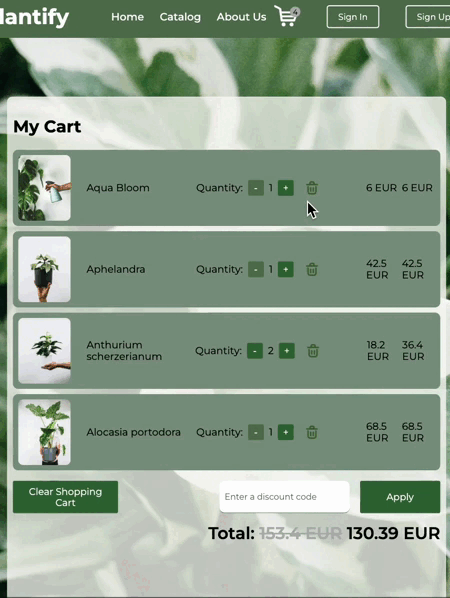 lantify
Home Catalog About Us
Sign In Sign Up
My Cart
Aqua Bloom Quantity: - 1 + 6 EUR 6 EUR
Aphelandra Quantity: - 1 + 42.5 EUR 42.5 EUR
Anthurium scherzerianum Quantity: - 2 + 18.2 EUR 36.4 EUR
Alocasia portodora Quantity: - 1 + 68.5 EUR 68.5 EUR
Clear Shopping Cart
Enter a discount code Apply
Total: 153.4 EUR 130.39 EUR